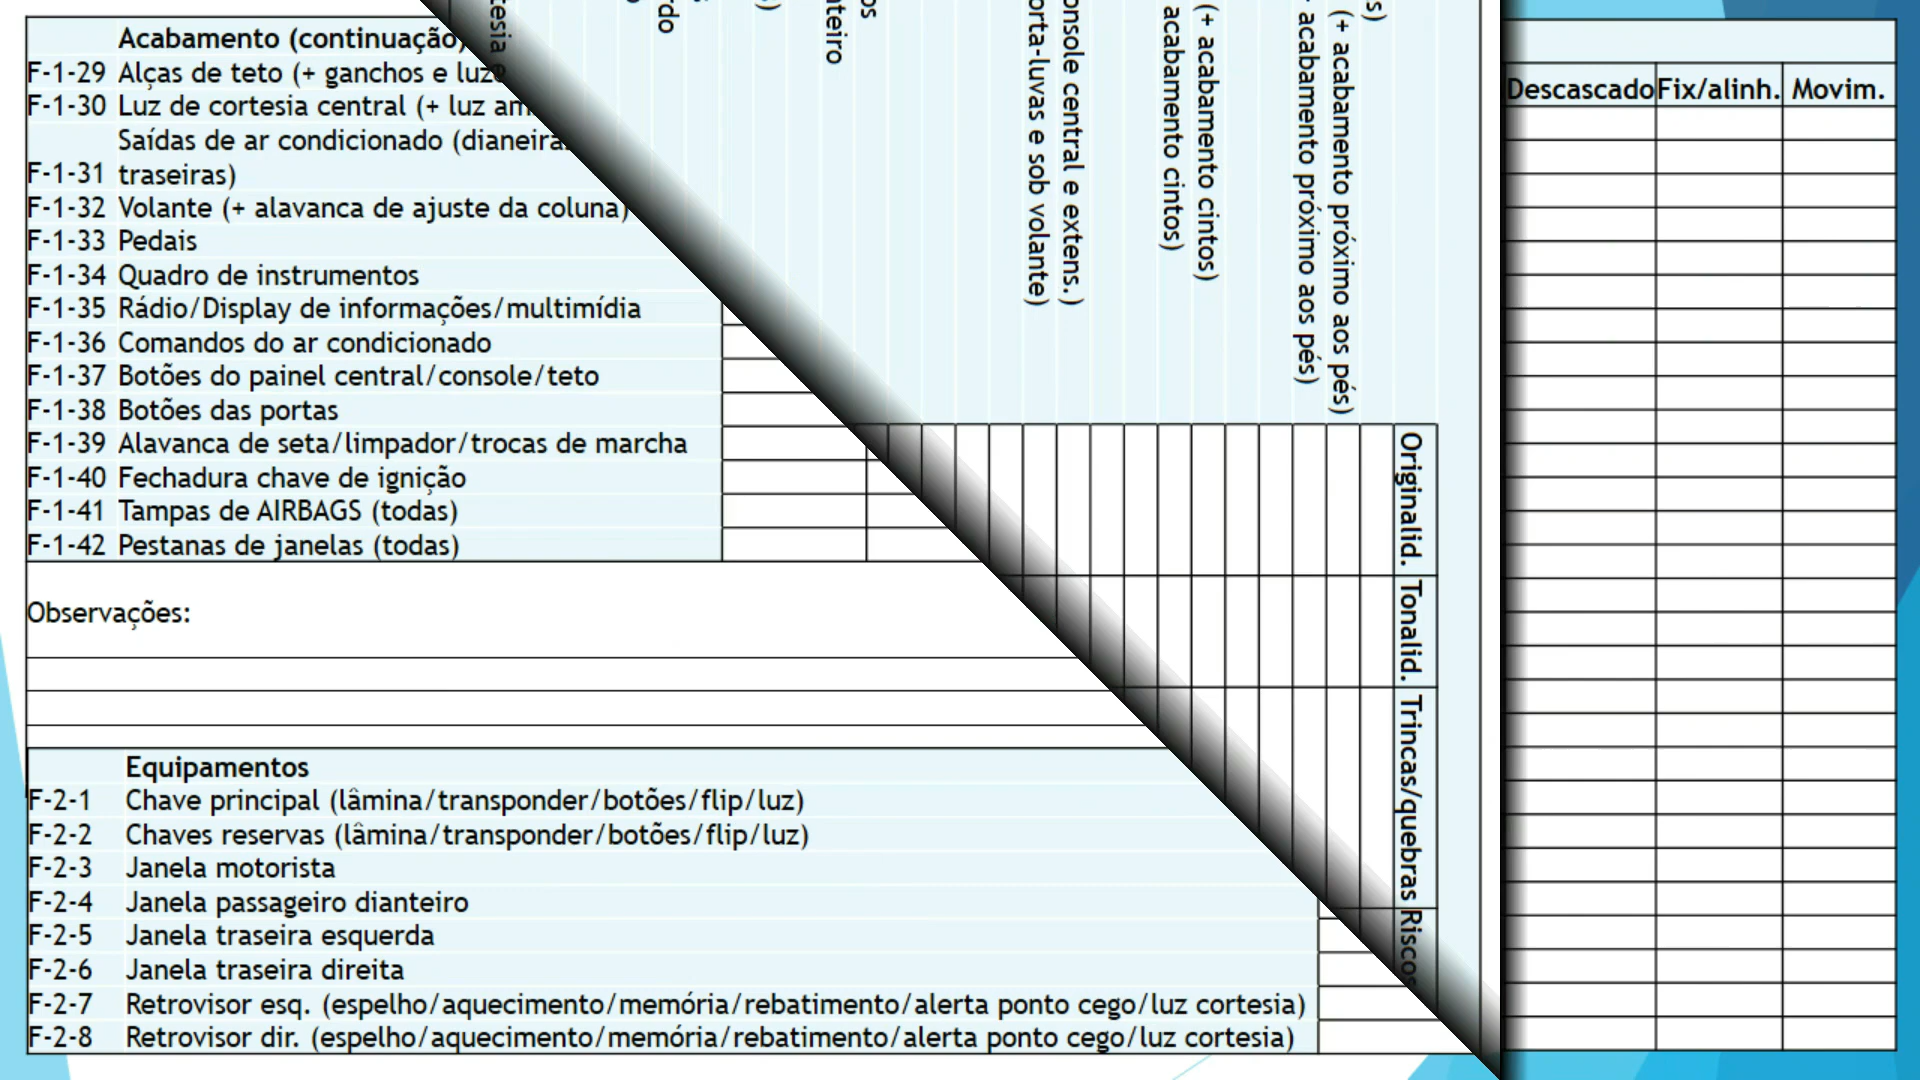 Acabamento (continuação)
F-1-29 Alças de teto (+ ganchos e luz
F-1-30 Luz de cortesia central (+ luz
Saídas de ar condicionado (dianeira
F-1-31 traseiras)
F-1-32 Volante (+ alavanca de ajuste da coluna)
F-1-33 Pedais
F-1-34 Quadro de instrumentos
F-1-35 Rádio/Display de informações/multimídia
F-1-36 Comandos do ar condicionado
F-1-37 Botões do painel central/console/teto
F-1-38 Botões das portas
F-1-39 Alavanca de seta/limpador/trocas de marcha
F-1-40 Fechadura chave de ignição
F-1-41 Tampas de AIRBAGS (todas)
F-1-42 Pestanas de janelas (todas)
Observações:
Equipamentos
F-2-1 Chave principal (lâmina/transponder/botões/flip/luz)
F-2-2 Chaves reservas (lâmina/transponder/botões/flip/luz)
F-2-3 Janela motorista
F-2-4 Janela passageiro dianteiro
F-2-5 Janela traseira esquerda
F-2-6 Janela traseira direita
F-2-7 Retrovisor esq. (espelho/aquecimento/memória/rebatimento/alerta ponto cego/luz cortesia)
F-2-8 Retrovisor dir. (espelho/aquecimento/memória/rebatimento/alerta ponto cego/luz cortesia)
Originalid. Tonalid. Trincas/quebras Riscos
(+ acabamento próximo aos pés)
acabamento próximo aos pés)
(+ acabamento cintos)
acabamento cintos)
onsole central e extens.)
orta-luvas e sob volante)
nteiro
rdo
tesia
Descascado Fix/alinh. Movim.